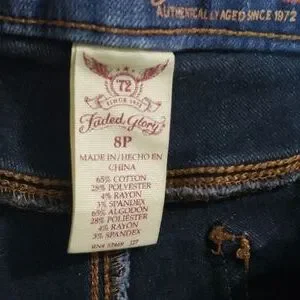 AUTHENTICALLY AGED SINCE 1972
72
SINCE 1972
Faded Glory
8P
MADE IN/HECHO EN
CHINA
65% COTTON
28% POLYESTER
4% RAYON
3% SPANDEX
65% ALGODON
28% POLIESTER
4% RAYON
3% SPANDEX